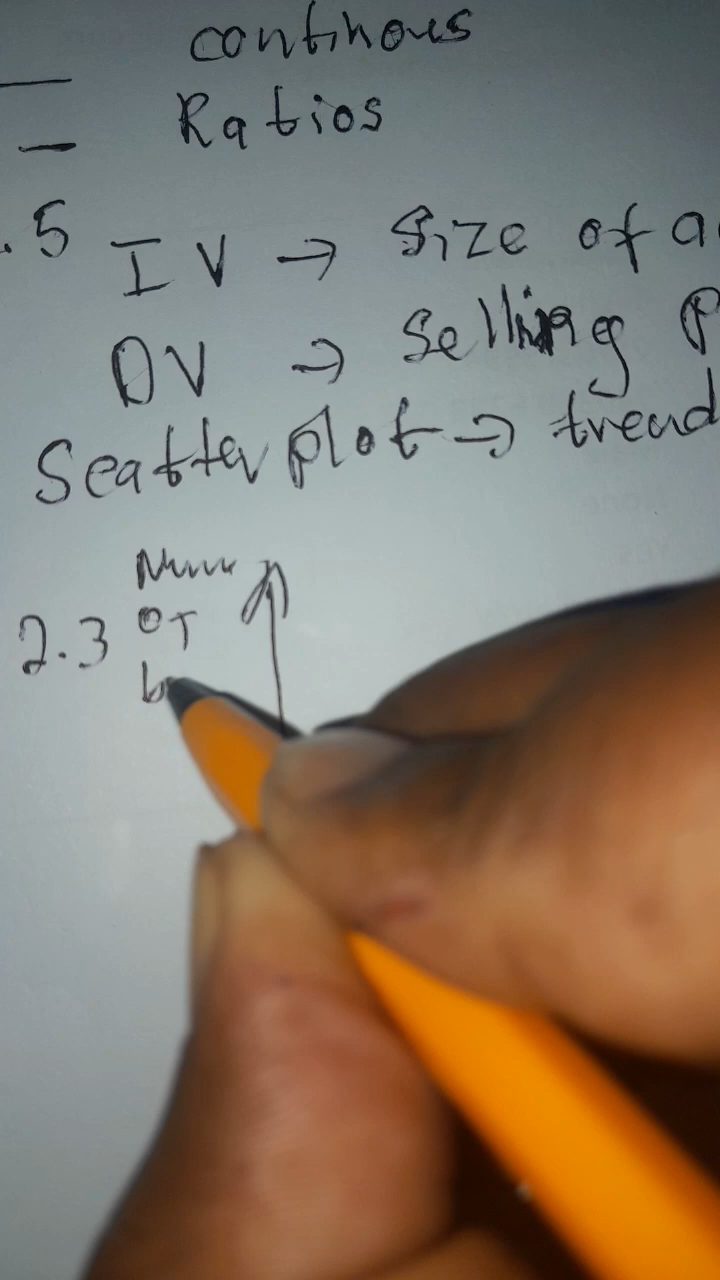 continous
Ratios
.5 IV → Size of a
DV → Selling P
Scatter plot → trend
2.3